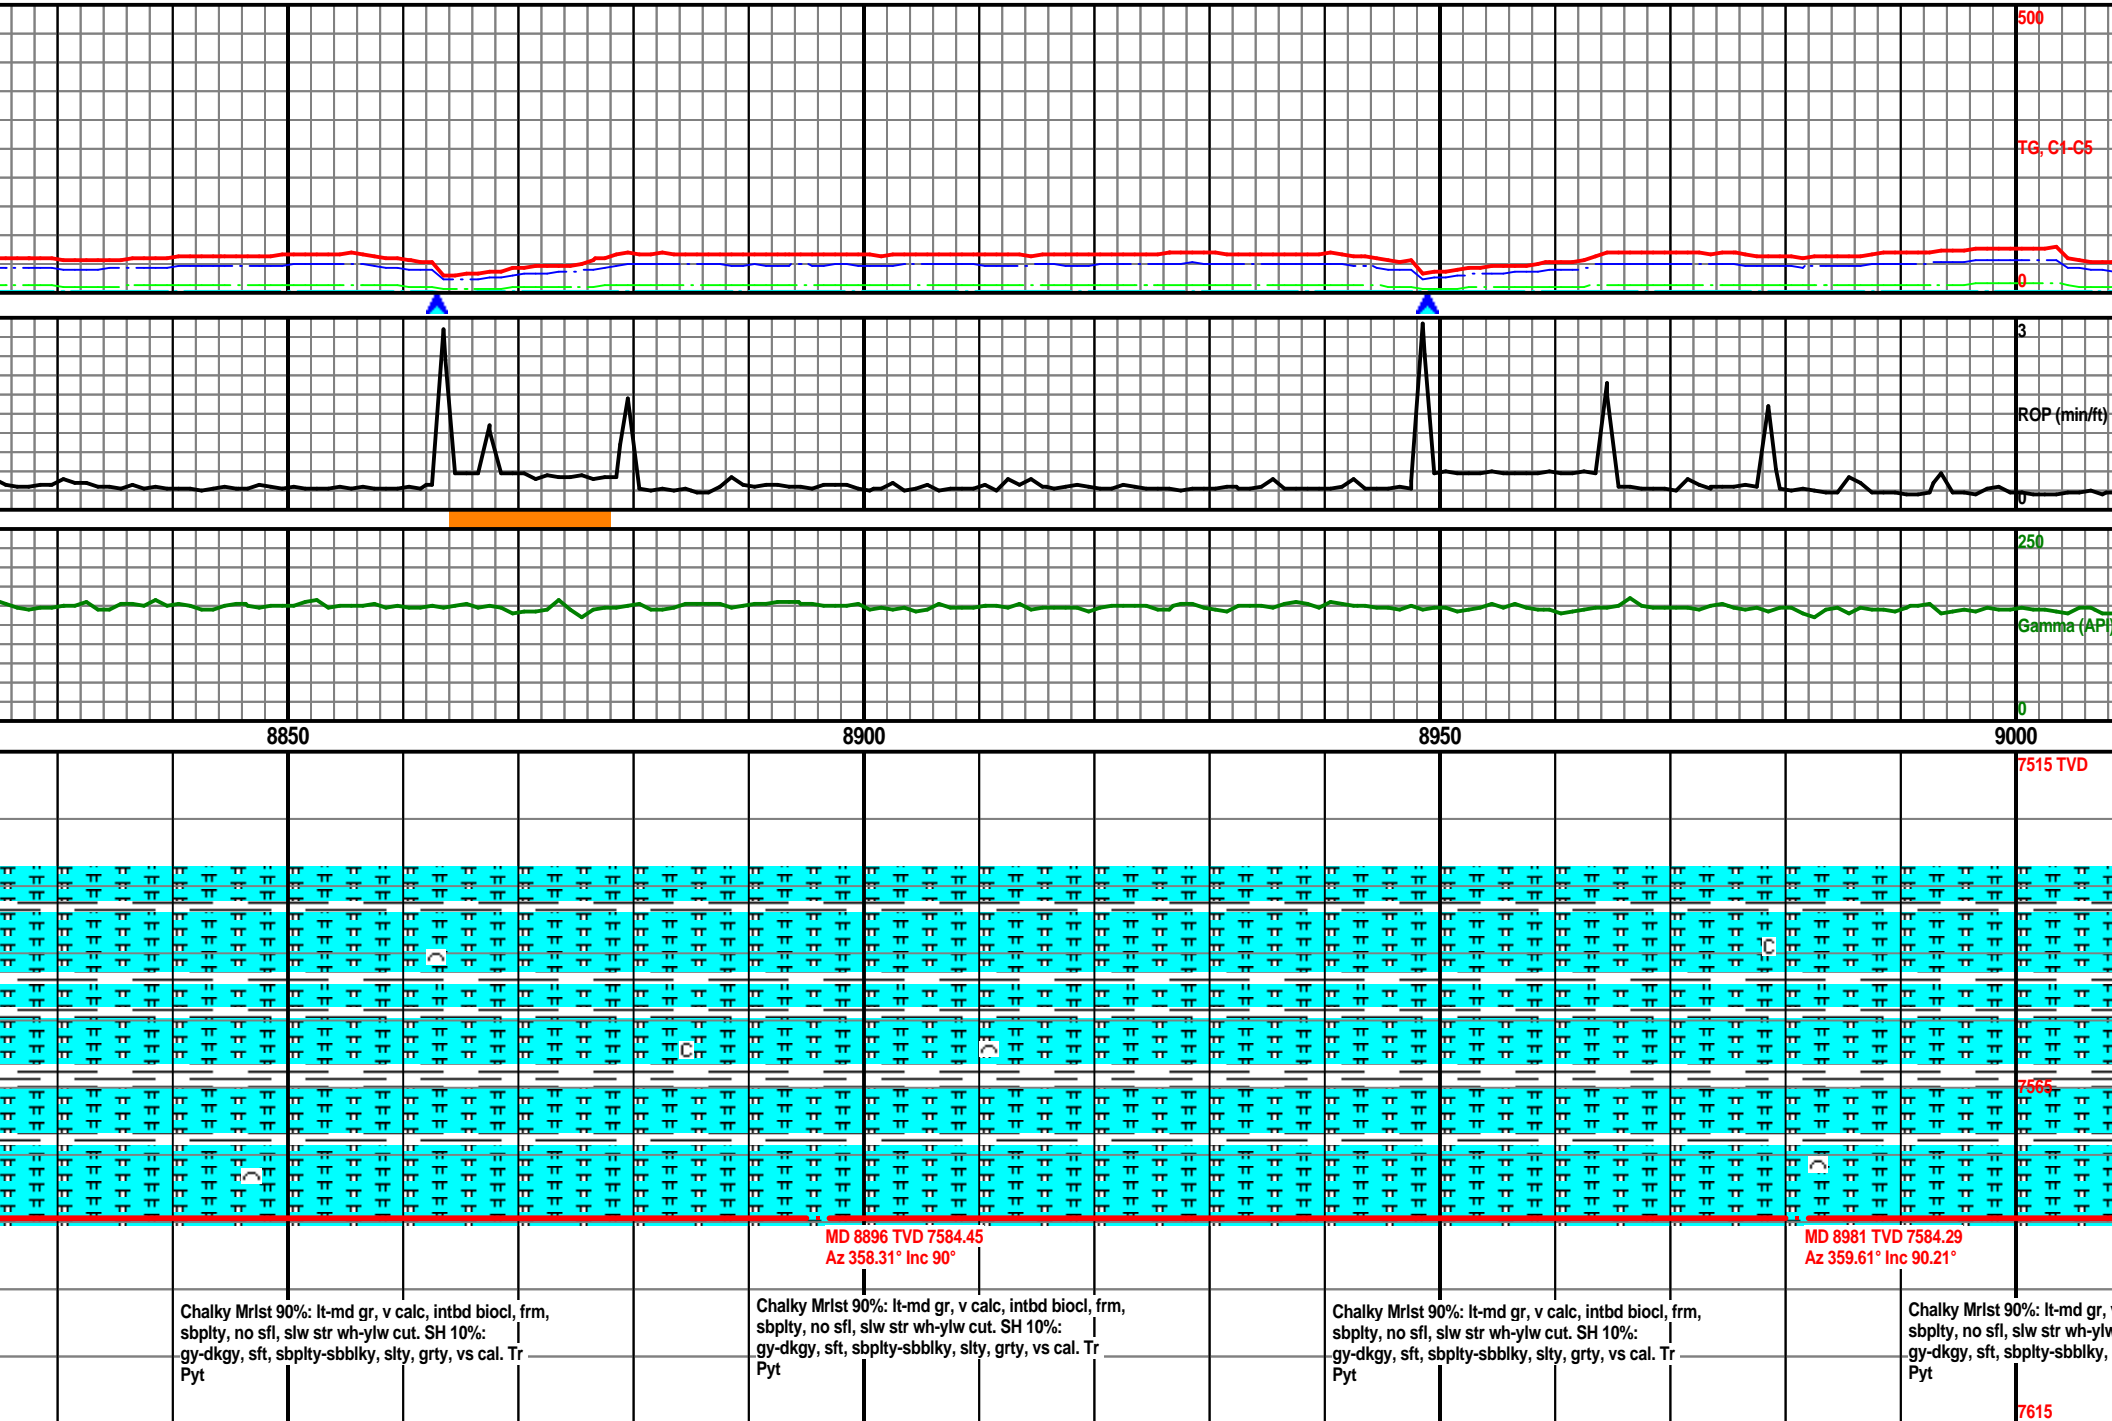 500
TG, C1-C5
0
3
ROP (min/ft)
0
250
Gamma (API)
0
8850
8900
8950
9000
7515 TVD
C
C
7565
MD 8896 TVD 7584.45
Az 358.31° Inc 90°
MD 8981 TVD 7584.29
Az 359.61° Inc 90.21°
Chalky Mrlst 90%: lt-md gr, v calc, intbd biocl, frm,
sbplty, no sfl, slw str wh-ylw cut. SH 10%:
gy-dkgy, sft, sbplty-sbblky, slty, grty, vs cal. Tr
Pyt
Chalky Mrlst 90%: lt-md gr, v calc, intbd biocl, frm,
sbplty, no sfl, slw str wh-ylw cut. SH 10%:
gy-dkgy, sft, sbplty-sbblky, slty, grty, vs cal. Tr
Pyt
Chalky Mrlst 90%: lt-md gr, v calc, intbd biocl, frm,
sbplty, no sfl, slw str wh-ylw cut. SH 10%:
gy-dkgy, sft, sbplty-sbblky, slty, grty, vs cal. Tr
Pyt
Chalky Mrlst 90%: lt-md gr, v
sbplty, no sfl, slw str wh-ylw
gy-dkgy, sft, sbplty-sbblky,
Pyt
7615